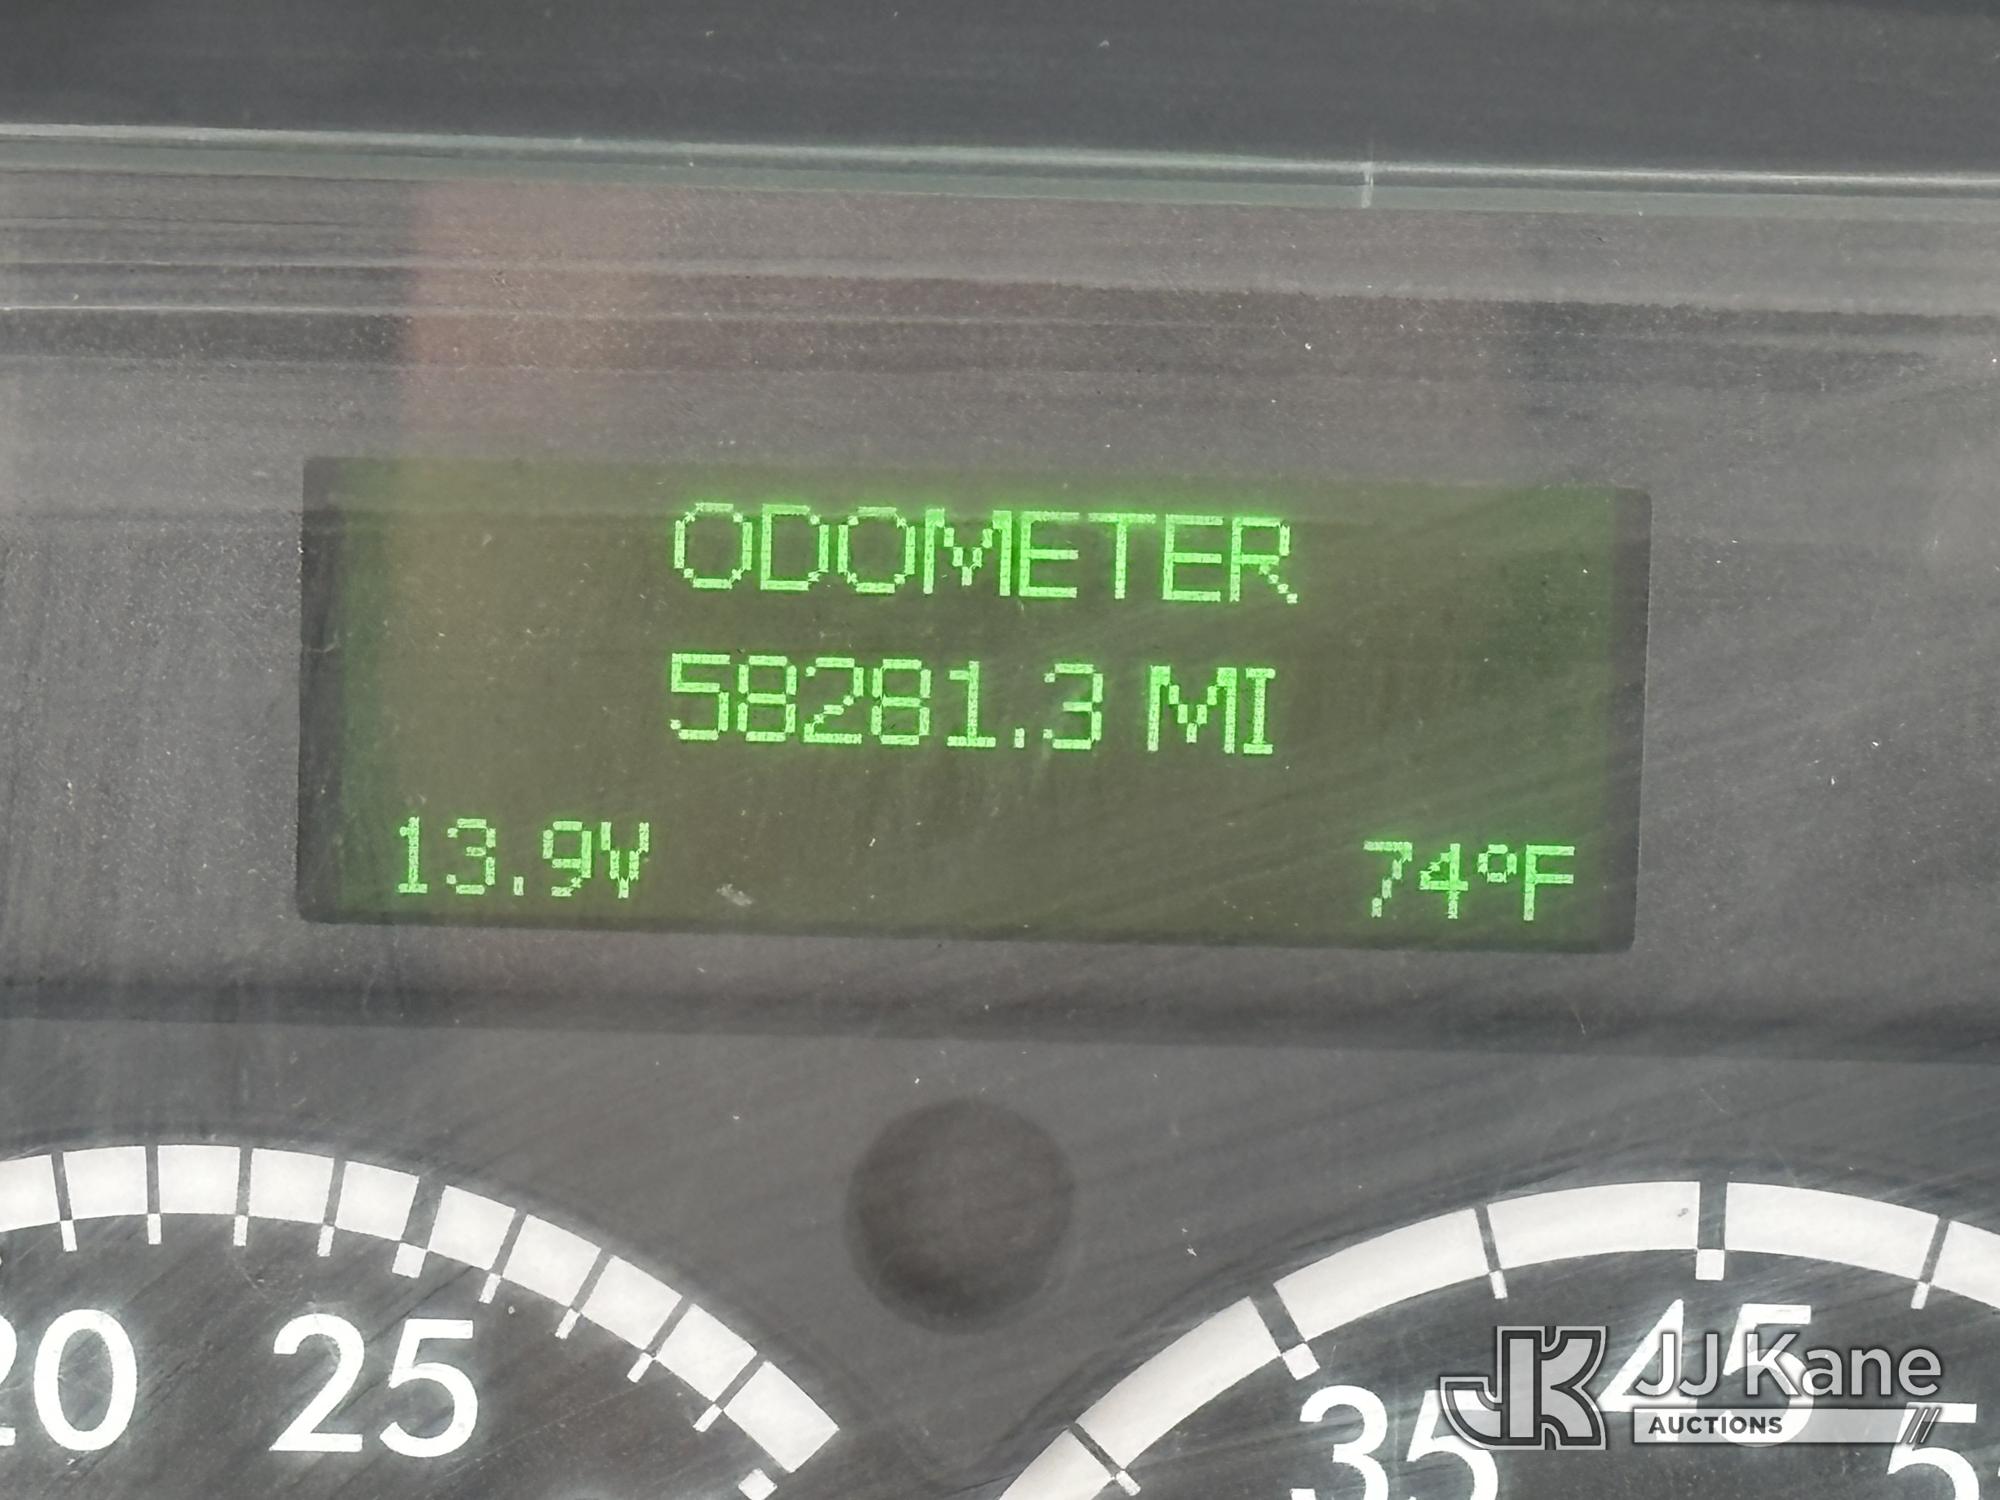 ODOMETER
58281.3 MI
13.9V 74°F
20 25
35 45
JJ Kane
AUCTIONS